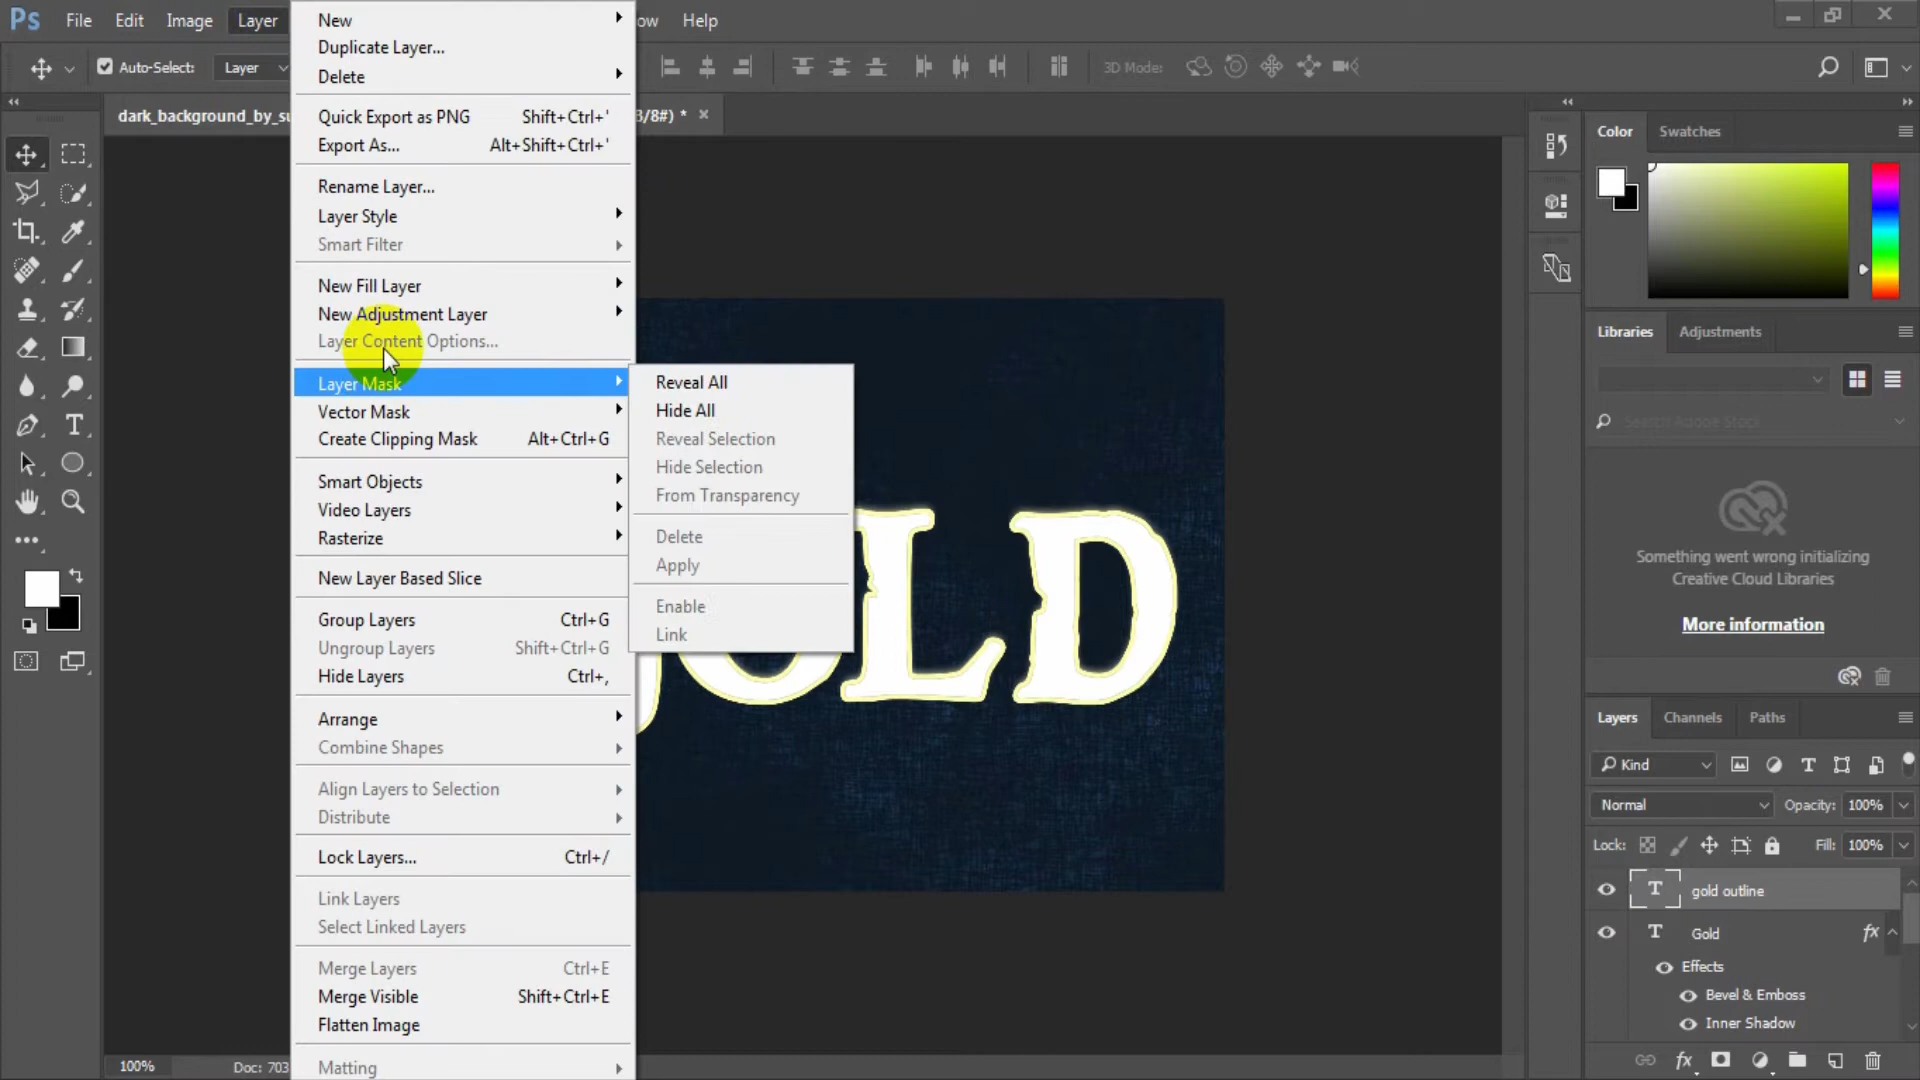 Ps File Edit Image Layer ow Help
Auto-Select: Layer
3D Mode:
dark_background_by_su
3/8#) * ×
New
Duplicate Layer...
Delete
Quick Export as PNG Shift+Ctrl+'
Export As... Alt+Shift+Ctrl+'
Rename Layer...
Layer Style
Smart Filter
New Fill Layer
New Adjustment Layer
Layer Content Options...
Layer Mask
Vector Mask
Create Clipping Mask Alt+Ctrl+G
Smart Objects
Video Layers
Rasterize
New Layer Based Slice
Group Layers Ctrl+G
Ungroup Layers Shift+Ctrl+G
Hide Layers Ctrl+,
Arrange
Combine Shapes
Align Layers to Selection
Distribute
Lock Layers... Ctrl+/
Link Layers
Select Linked Layers
Merge Layers Ctrl+E
Merge Visible Shift+Ctrl+E
Flatten Image
Matting
Reveal All
Hide All
Reveal Selection
Hide Selection
From Transparency
Delete
Apply
Enable
Link
gOLD
100% Doc: 703
Color Swatches
Libraries Adjustments
Search Adobe Stock
Something went wrong initializing
Creative Cloud Libraries
More information
Layers Channels Paths
Kind
Normal Opacity: 100%
Lock: Fill: 100%
T gold outline
T Gold fx
Effects
Bevel & Emboss
Inner Shadow
fx